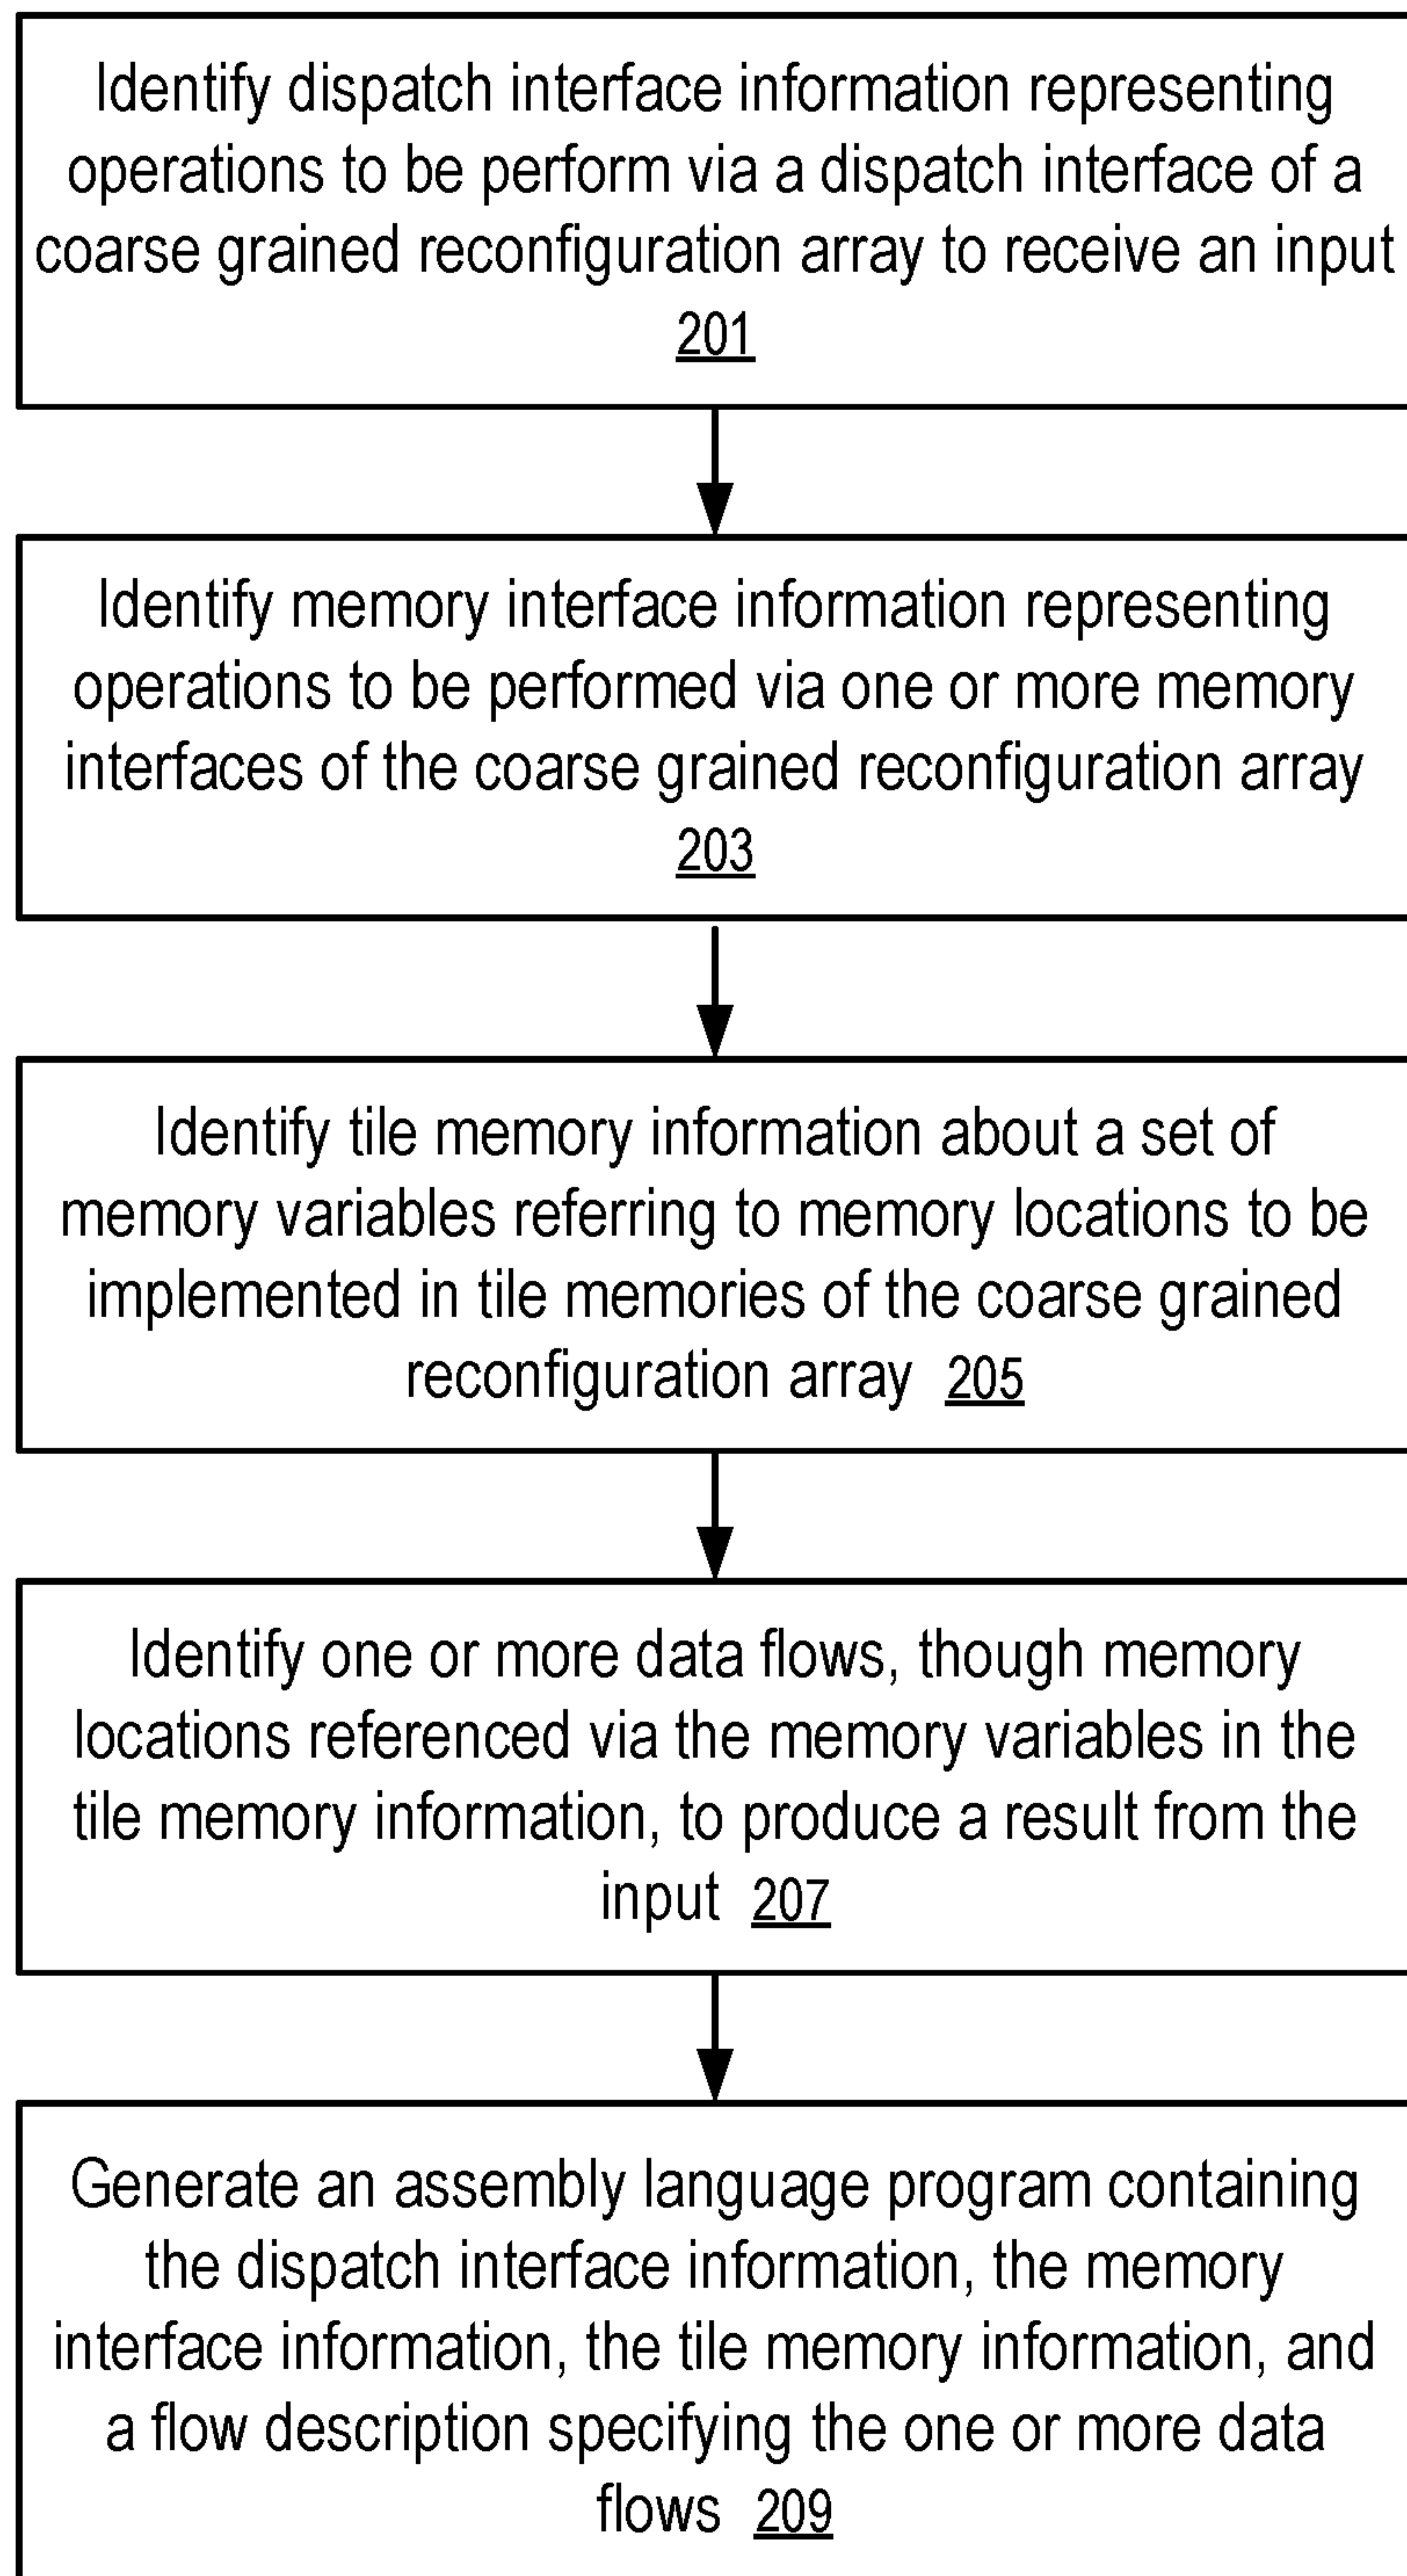 Identify dispatch interface information representing
operations to be perform via a dispatch interface of a
coarse grained reconfiguration array to receive an input
201
Identify memory interface information representing
operations to be performed via one or more memory
interfaces of the coarse grained reconfiguration array
203
Identify tile memory information about a set of
memory variables referring to memory locations to be
implemented in tile memories of the coarse grained
reconfiguration array 205
Identify one or more data flows, though memory
locations referenced via the memory variables in the
tile memory information, to produce a result from the
input 207
Generate an assembly language program containing
the dispatch interface information, the memory
interface information, the tile memory information, and
a flow description specifying the one or more data
flows 209